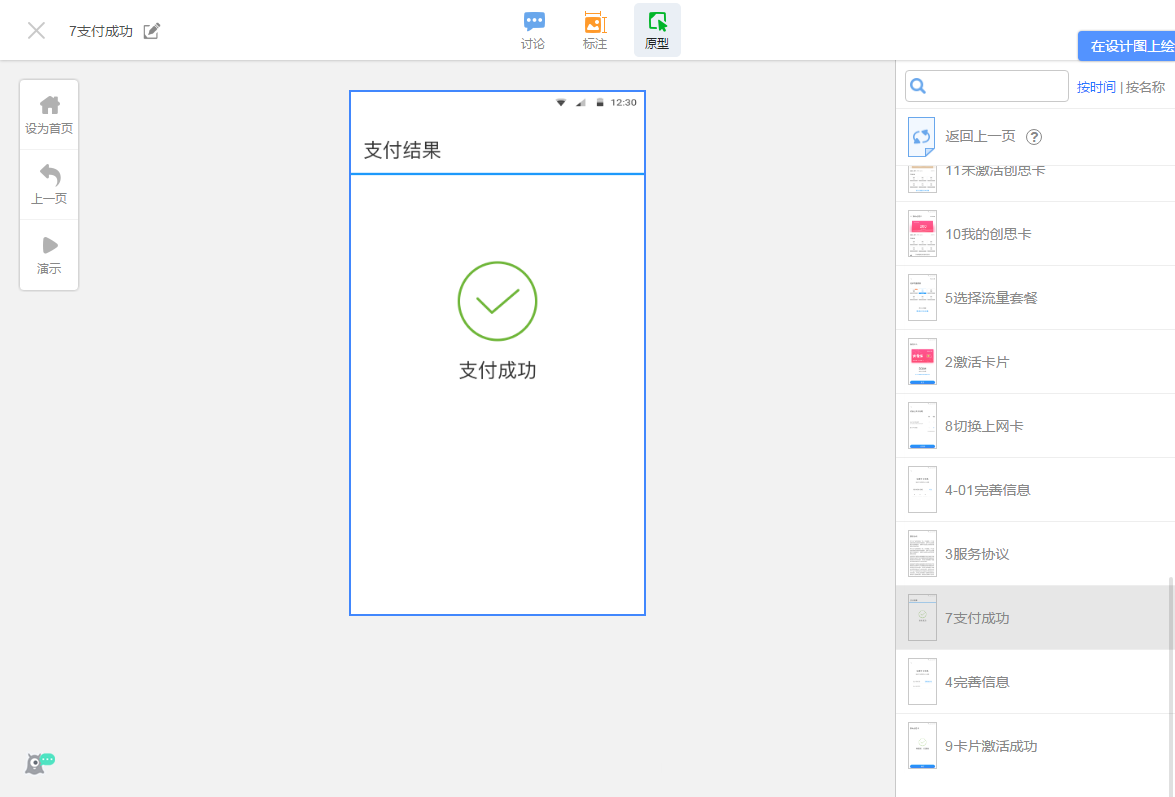 7支付成功
讨论
标注
原型
在设计图上绘
设为首页
上一页
演示
12:30
支付结果
支付成功
按时间 | 按名称
返回上一页 ?
11未激活创思卡
10我的创思卡
5选择流量套餐
2激活卡片
8切换上网卡
4-01完善信息
3服务协议
7支付成功
4完善信息
9卡片激活成功